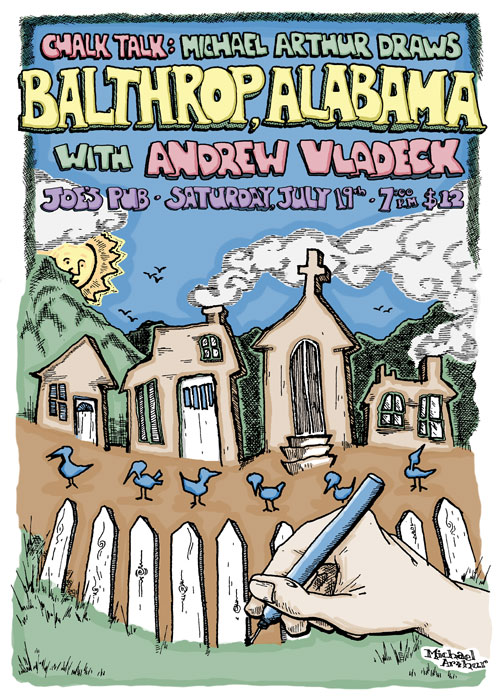 CHALK TALK: MICHAEL ARTHUR DRAWS
BALTHROP, ALABAMA
WITH ANDREW VLADECK
JOE'S PUB · SATURDAY, JULY 19th · 7:00 PM $12
Michael
Arthur